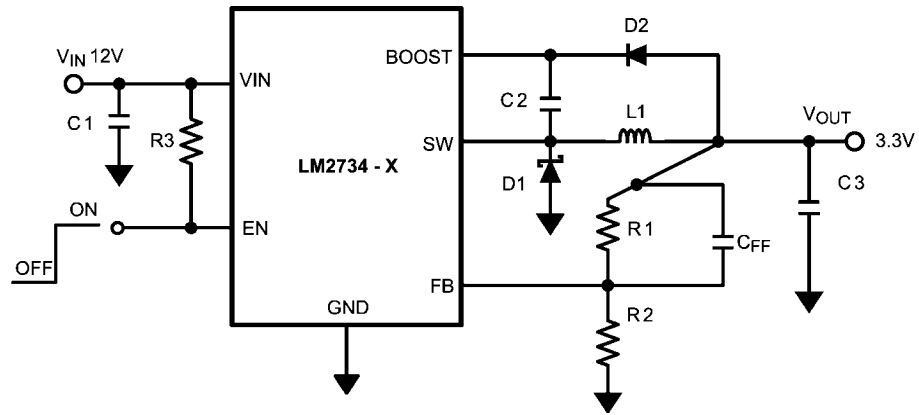 D2
BOOST
VIN 12V
VIN
C1
R3
C2
L1
VOUT
3.3V
SW
LM2734 - X
D1
C3
ON
EN
R1
CFF
OFF
FB
GND
R2